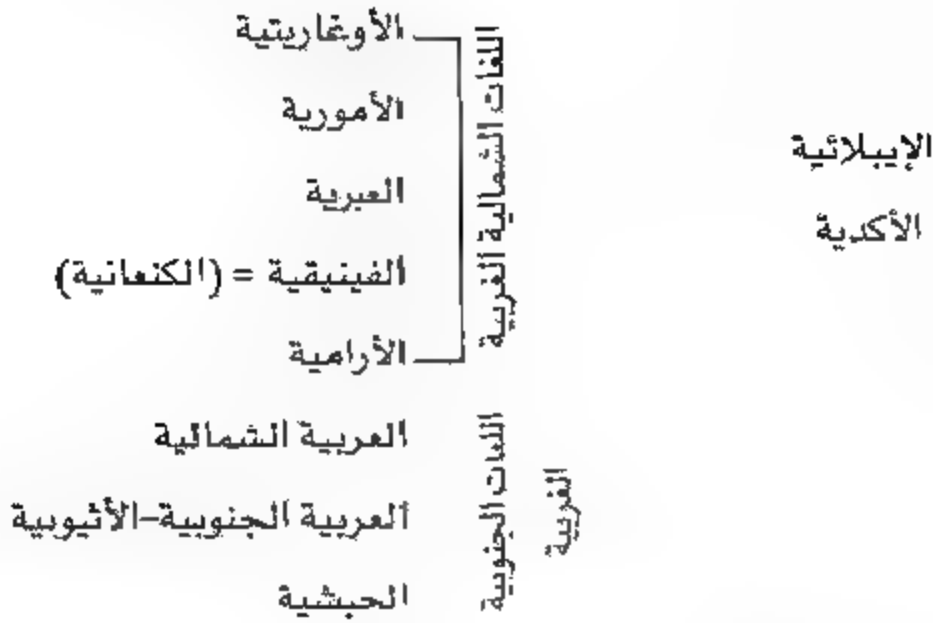 الإيبلائية
الأكدية
اللغات الشمالية الغربية
الأوغاريتية
الأمورية
العبرية
الفينيقية = (الكنعانية)
الأرامية
اللغات الجنوبية
الغربية
العربية الشمالية
العربية الجنوبية-الأثيوبية
الحبشية